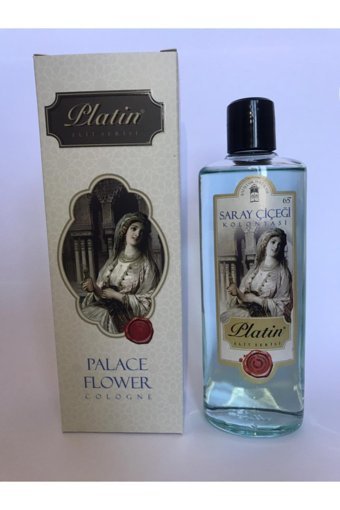 Platin
ELİT SERİSİ
PALACE
FLOWER
COLOGNE
65°
SARAY ÇİÇEĞİ
KOLONYASI
Platin
ELİT SERİSİ